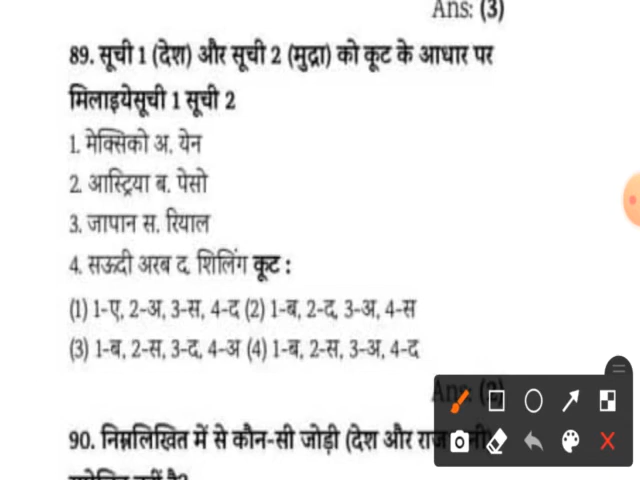 Ans: (3)
89. सूची 1 (देश) और सूची 2 (मुद्रा) को कूट के आधार पर
मिलाइयेसूची 1 सूची 2
1. मेक्सिको अ. येन
2. आस्ट्रिया ब. पेसो
3. जापान स. रियाल
4. सऊदी अरब द. शिलिंग कूट :
(1) 1-ए, 2-अ, 3-स, 4-द (2) 1-ब, 2-द, 3-अ, 4-स
(3) 1-ब, 2-स, 3-द, 4-अ (4) 1-ब, 2-स, 3-अ, 4-द
Ans: (2)
90. निम्नलिखित में से कौन-सी जोड़ी (देश और